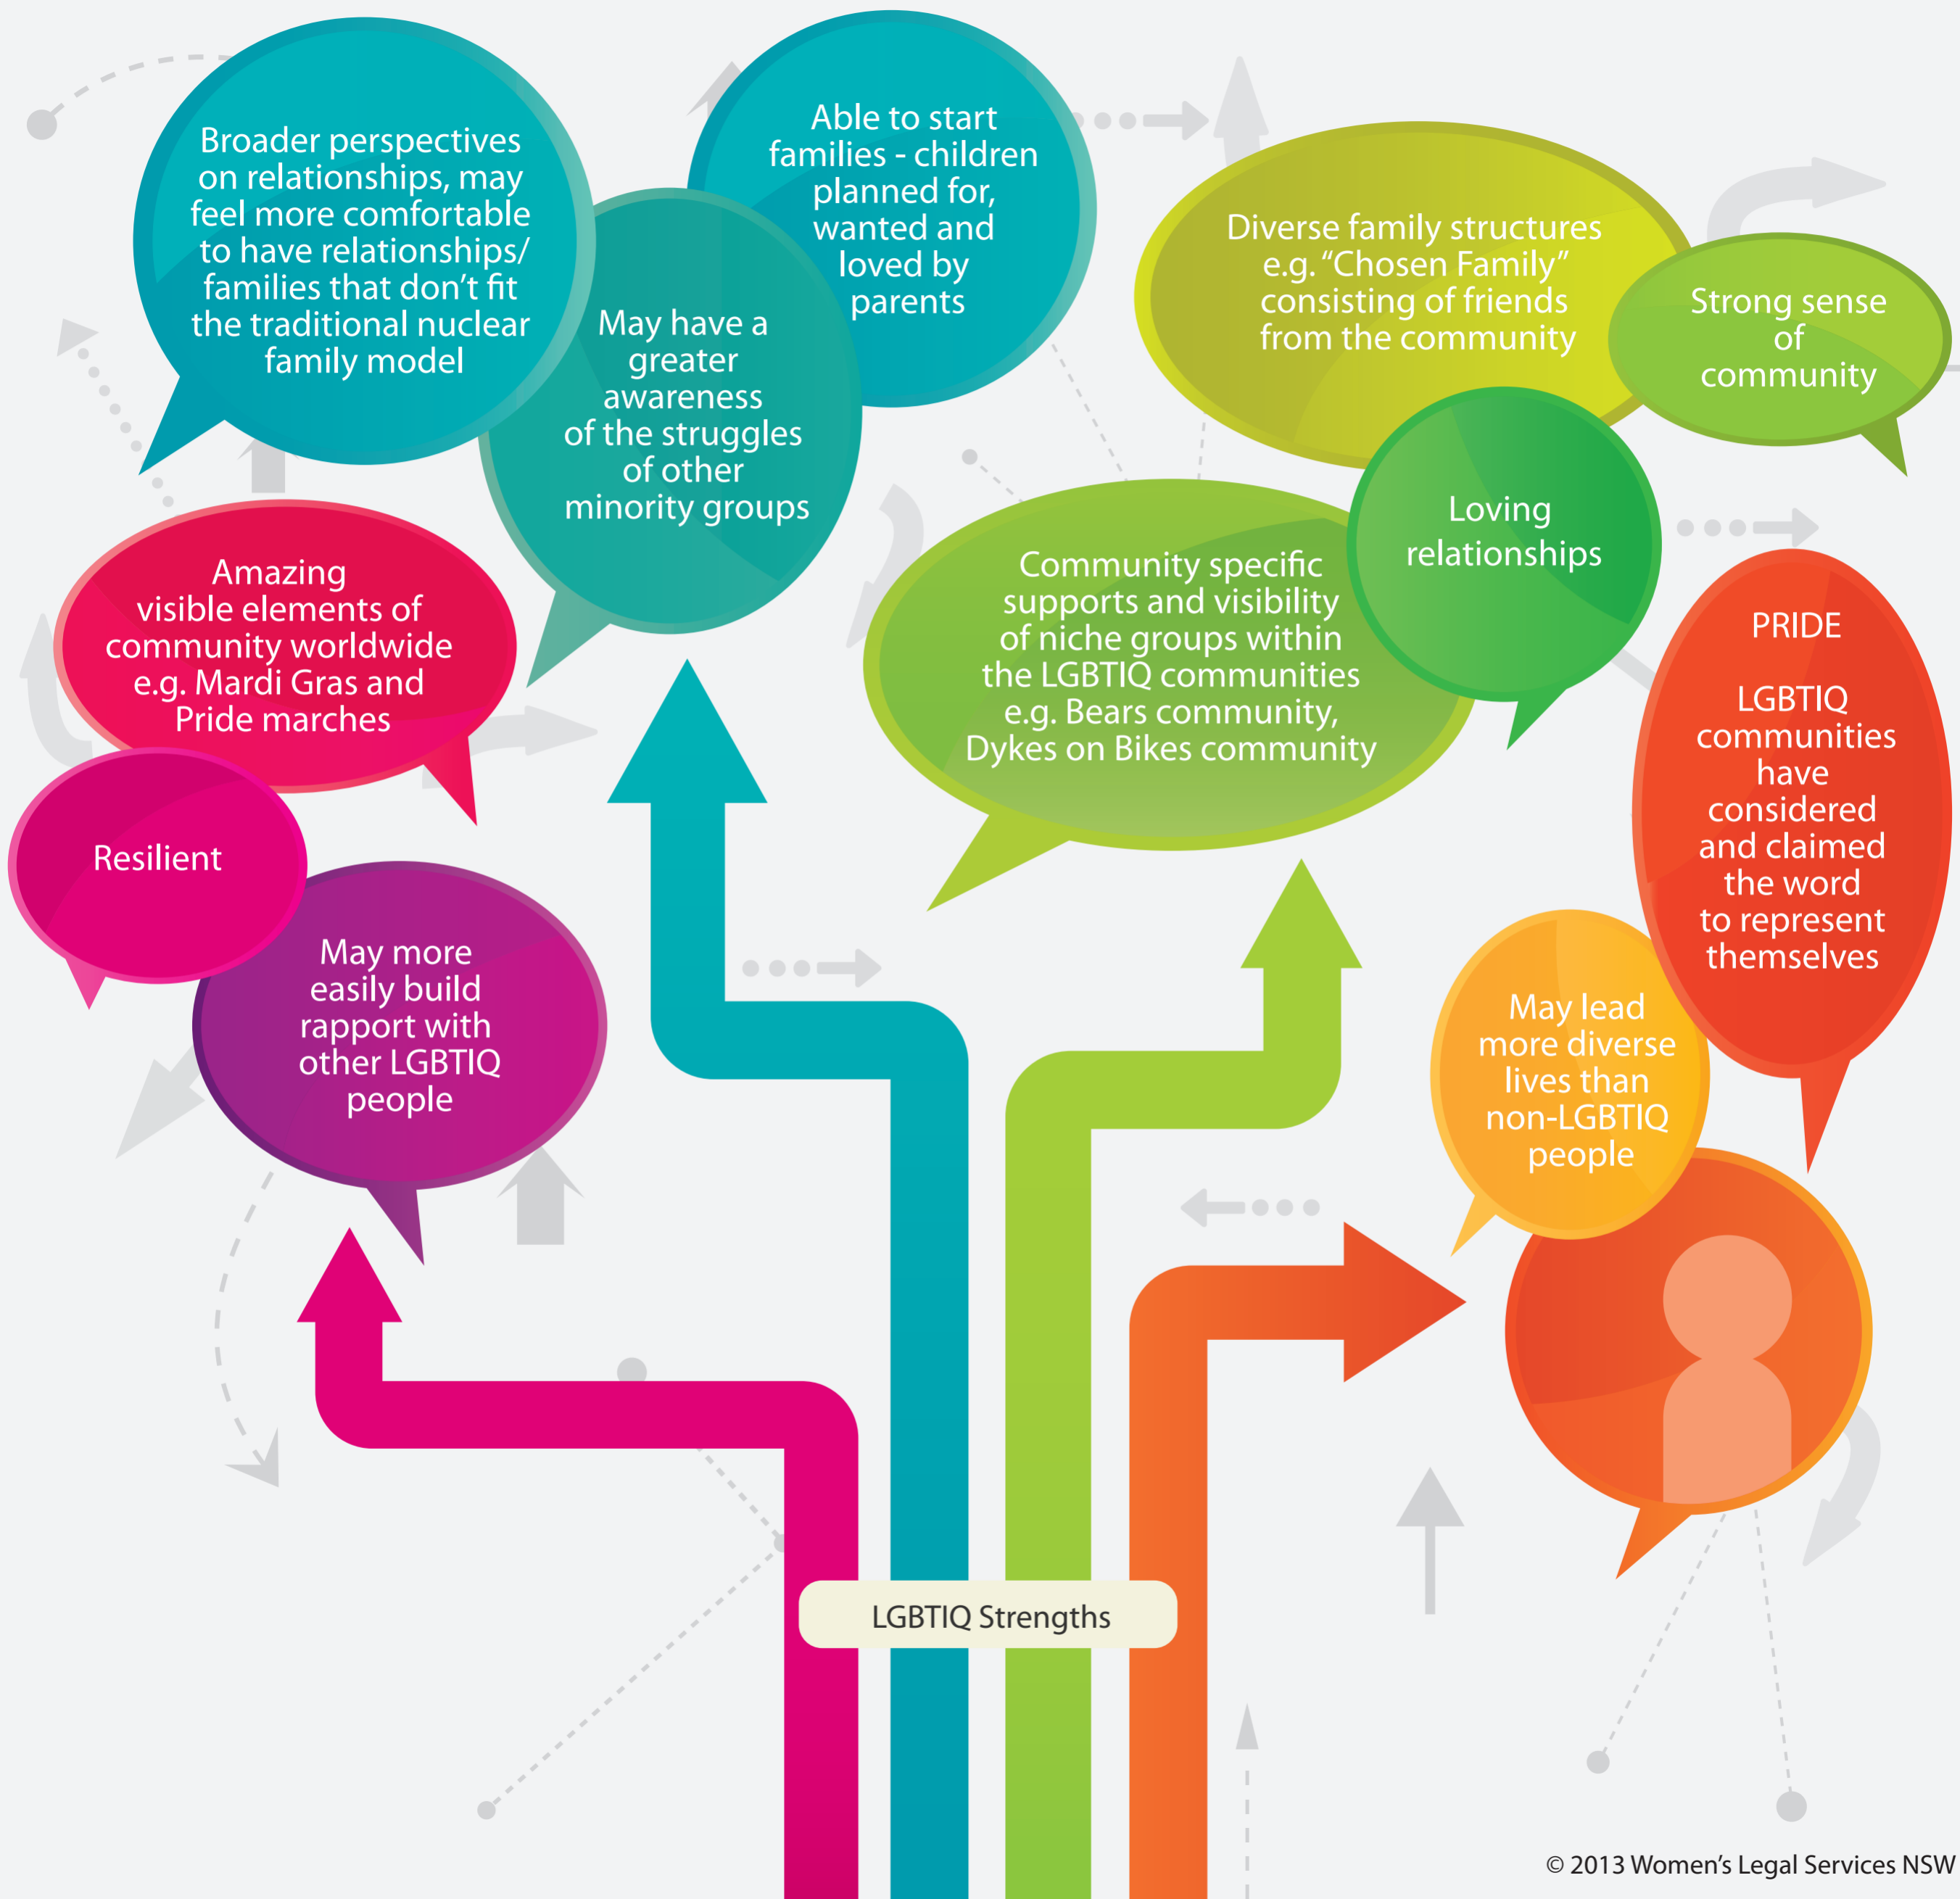 Broader perspectives
on relationships, may
feel more comfortable
to have relationships/
families that don't fit
the traditional nuclear
family model
May have a
greater
awareness
of the struggles
of other
minority groups
Able to start
families - children
planned for,
wanted and
loved by
parents
Diverse family structures
e.g. “Chosen Family”
consisting of friends
from the community
Strong sense
of
community
Loving
relationships
Community specific
supports and visibility
of niche groups within
the LGBTIQ communities
e.g. Bears community,
Dykes on Bikes community
Amazing
visible elements of
community worldwide
e.g. Mardi Gras and
Pride marches
Resilient
May more
easily build
rapport with
other LGBTIQ
people
PRIDE
LGBTIQ
communities
have
considered
and claimed
the word
to represent
themselves
May lead
more diverse
lives than
non-LGBTIQ
people
LGBTIQ Strengths
© 2013 Women's Legal Services NSW